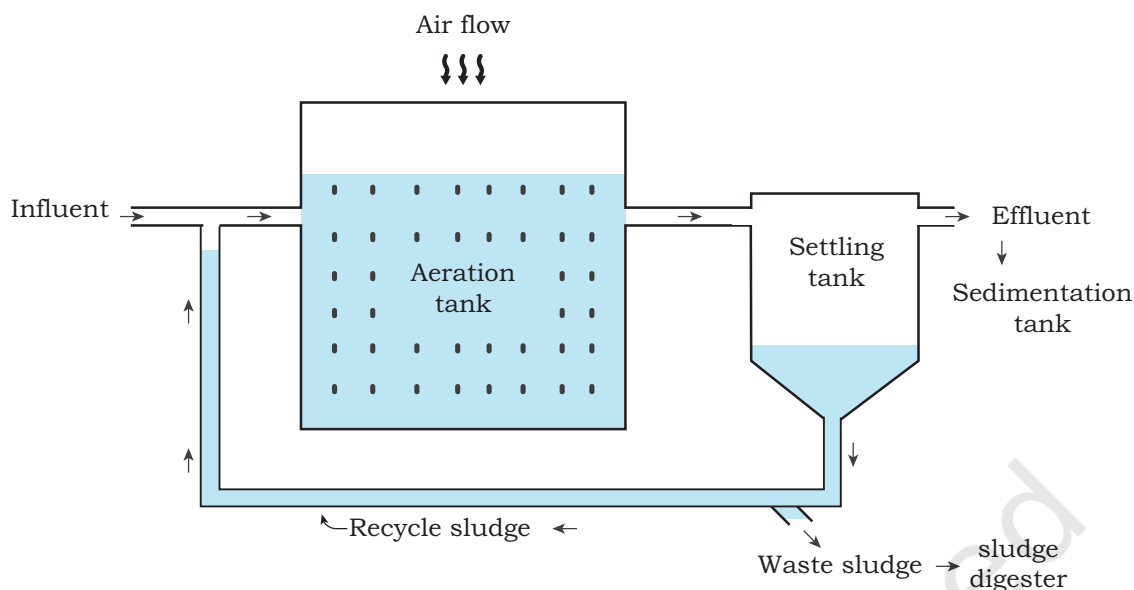 Air flow
Influent
Aeration
tank
Settling
tank
Effluent
Sedimentation
tank
Recycle sludge
Waste sludge
sludge
digester